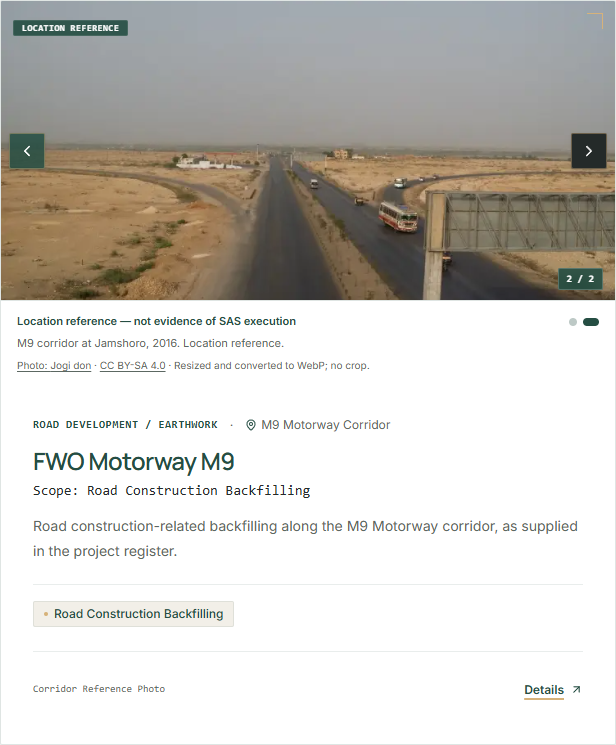 LOCATION REFERENCE
2 / 2
Location reference — not evidence of SAS execution
M9 corridor at Jamshoro, 2016. Location reference.
Photo: Jogi don · CC BY-SA 4.0 · Resized and converted to WebP; no crop.
ROAD DEVELOPMENT / EARTHWORK · M9 Motorway Corridor
FWO Motorway M9
Scope: Road Construction Backfilling
Road construction-related backfilling along the M9 Motorway corridor, as supplied
in the project register.
Road Construction Backfilling
Corridor Reference Photo
Details